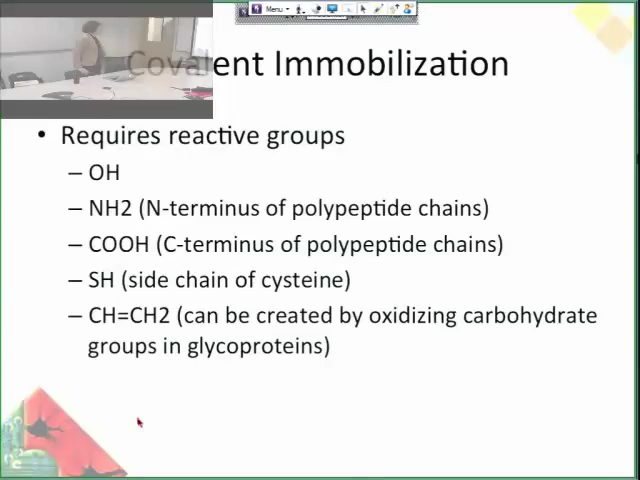 Menu
Covalent Immobilization
• Requires reactive groups
– OH
– NH2 (N-terminus of polypeptide chains)
– COOH (C-terminus of polypeptide chains)
– SH (side chain of cysteine)
– CH=CH2 (can be created by oxidizing carbohydrate
groups in glycoproteins)